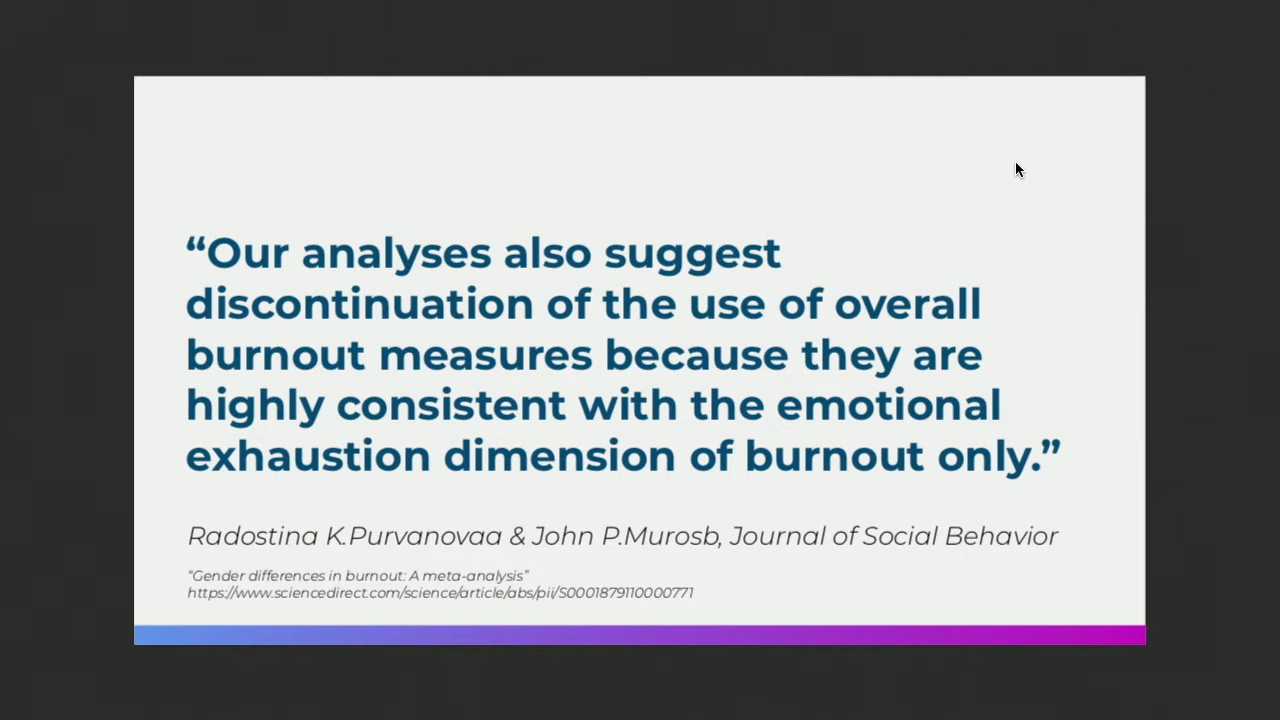 “Our analyses also suggest
discontinuation of the use of overall
burnout measures because they are
highly consistent with the emotional
exhaustion dimension of burnout only.”
Radostina K.Purvanovaa & John P.Murosb, Journal of Social Behavior
“Gender differences in burnout: A meta-analysis”
https://www.sciencedirect.com/science/article/abs/pii/S0001879110000771